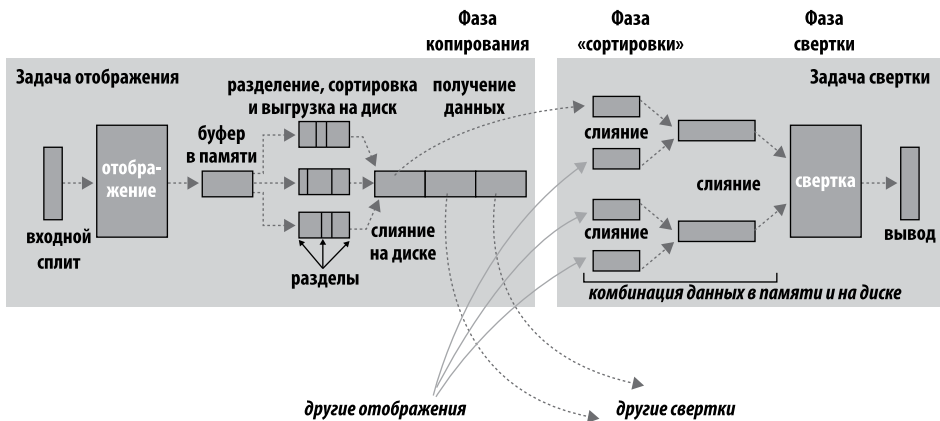 Фаза
копирования
Фаза
«сортировки»
Фаза
свертки
Задача отображения
разделение, сортировка
и выгрузка на диск
получение
данных
Задача свертки
буфер
в памяти
отобра-
жение
входной
сплит
разделы
слияние
на диске
слияние
слияние
слияние
свертка
вывод
комбинация данных в памяти и на диске
другие отображения
другие свертки